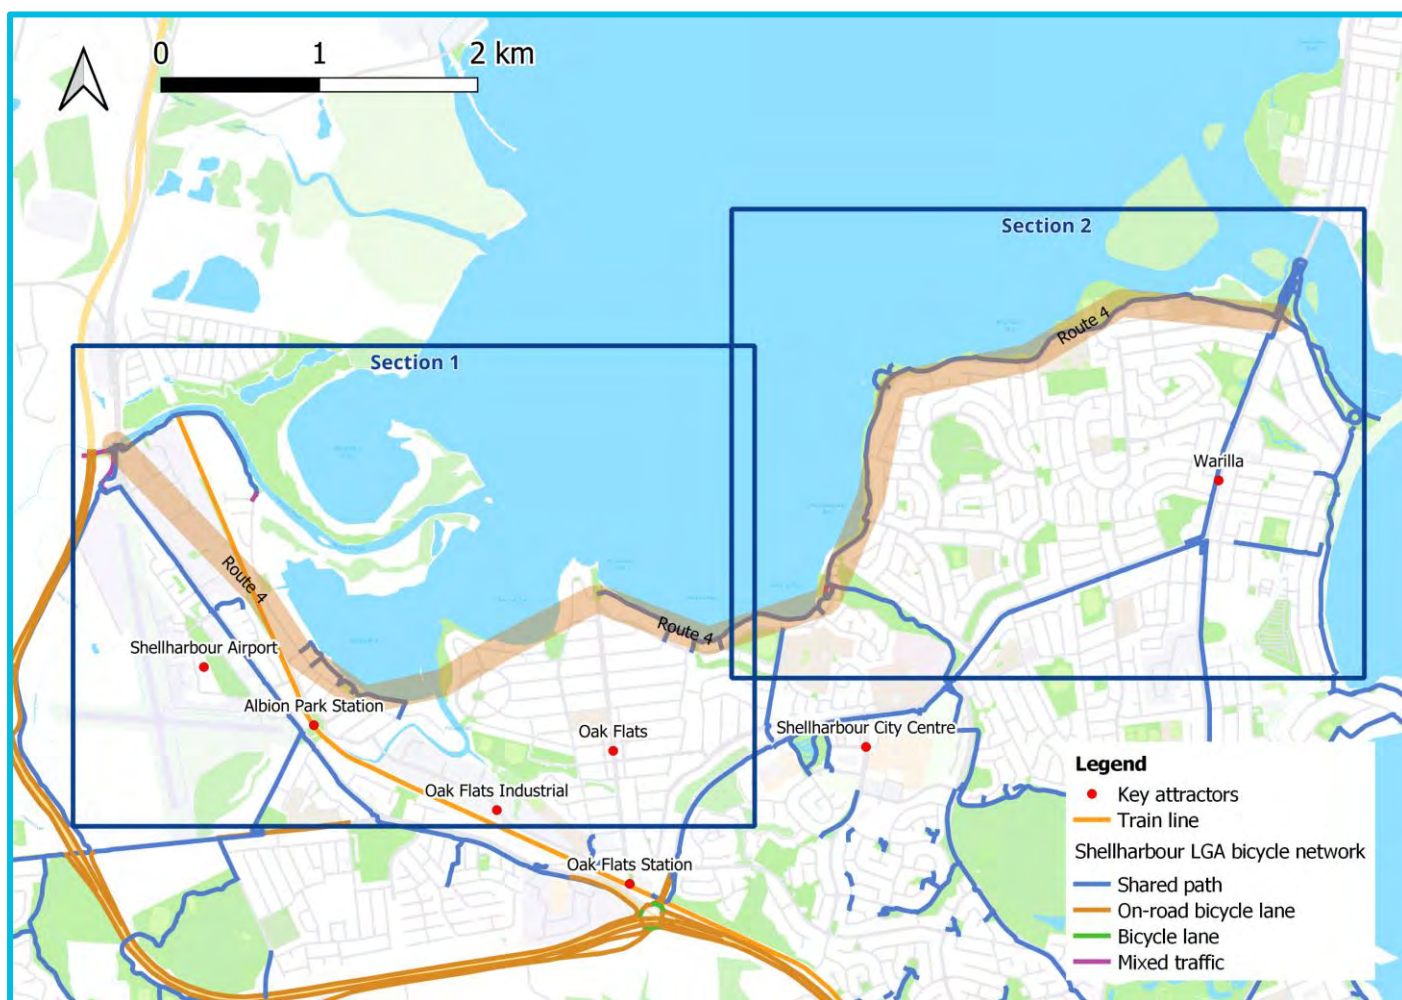 0 1 2 km
Section 2
Route 4
Section 1
Warilla
Route 4
Route 4
Shellharbour Airport
Albion Park Station
Oak Flats
Shellharbour City Centre
Oak Flats Industrial
Oak Flats Station
Legend
Key attractors
Train line
Shellharbour LGA bicycle network
Shared path
On-road bicycle lane
Bicycle lane
Mixed traffic